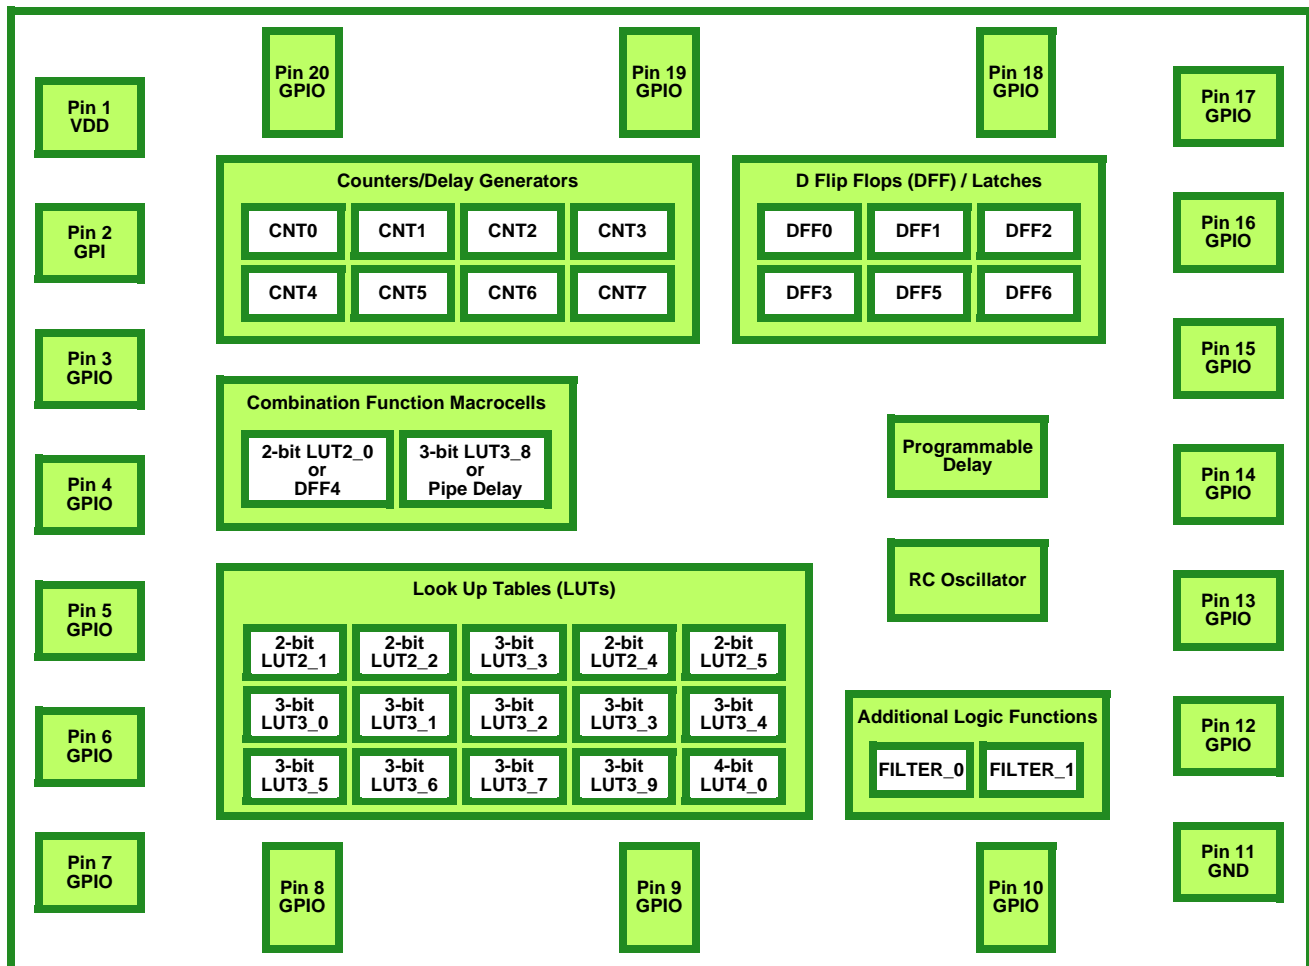 Pin 20
GPIO
Pin 19
GPIO
Pin 18
GPIO
Pin 1
VDD
Pin 2
GPI
Pin 3
GPIO
Pin 4
GPIO
Pin 5
GPIO
Pin 6
GPIO
Pin 7
GPIO
Counters/Delay Generators
CNT0 CNT1 CNT2 CNT3
CNT4 CNT5 CNT6 CNT7
D Flip Flops (DFF) / Latches
DFF0 DFF1 DFF2
DFF3 DFF5 DFF6
Combination Function Macrocells
2-bit LUT2_0
or
DFF4
3-bit LUT3_8
or
Pipe Delay
Programmable
Delay
RC Oscillator
Look Up Tables (LUTs)
2-bit
LUT2_1
2-bit
LUT2_2
3-bit
LUT3_3
2-bit
LUT2_4
2-bit
LUT2_5
3-bit
LUT3_0
3-bit
LUT3_1
3-bit
LUT3_2
3-bit
LUT3_3
3-bit
LUT3_4
3-bit
LUT3_5
3-bit
LUT3_6
3-bit
LUT3_7
3-bit
LUT3_9
4-bit
LUT4_0
Additional Logic Functions
FILTER_0 FILTER_1
Pin 17
GPIO
Pin 16
GPIO
Pin 15
GPIO
Pin 14
GPIO
Pin 13
GPIO
Pin 12
GPIO
Pin 11
GND
Pin 8
GPIO
Pin 9
GPIO
Pin 10
GPIO